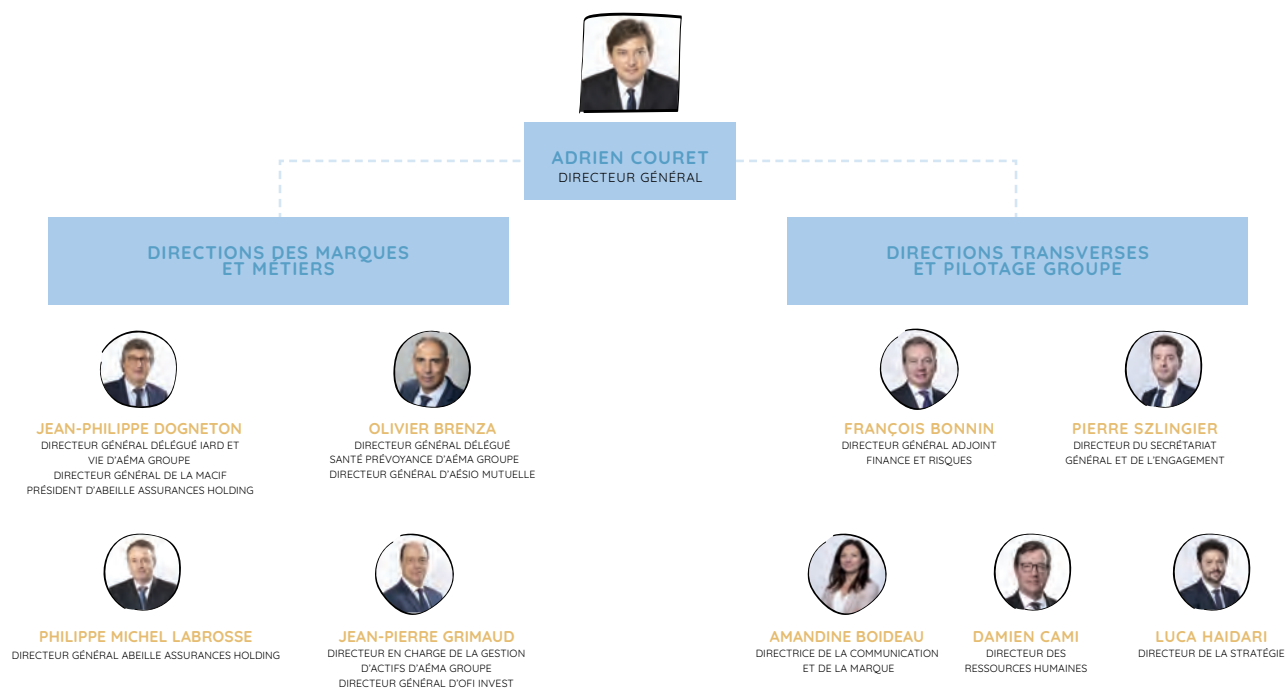 ADRIEN COURET
DIRECTEUR GÉNÉRAL
DIRECTIONS DES MARQUES
ET MÉTIERS
DIRECTIONS TRANSVERSES
ET PILOTAGE GROUPE
JEAN-PHILIPPE DOGNETON
DIRECTEUR GÉNÉRAL DÉLÉGUÉ IARD ET
VIE D'AÉMA GROUPE
DIRECTEUR GÉNÉRAL DE LA MACIF
PRÉSIDENT D'ABEILLE ASSURANCES HOLDING
OLIVIER BRENZA
DIRECTEUR GÉNÉRAL DÉLÉGUÉ
SANTÉ PRÉVOYANCE D'AÉMA GROUPE
DIRECTEUR GÉNÉRAL D'AÉSIO MUTUELLE
FRANÇOIS BONNIN
DIRECTEUR GÉNÉRAL ADJOINT
FINANCE ET RISQUES
PIERRE SZLINGIER
DIRECTEUR DU SECRÉTARIAT
GÉNÉRAL ET DE L'ENGAGEMENT
PHILIPPE MICHEL LABROSSE
DIRECTEUR GÉNÉRAL ABEILLE ASSURANCES HOLDING
JEAN-PIERRE GRIMAUD
DIRECTEUR EN CHARGE DE LA GESTION
D'ACTIFS D'AÉMA GROUPE
DIRECTEUR GÉNÉRAL D'OFI INVEST
AMANDINE BOIDEAU
DIRECTRICE DE LA COMMUNICATION
ET DE LA MARQUE
DAMIEN CAMI
DIRECTEUR DES
RESSOURCES HUMAINES
LUCA HAIDARI
DIRECTEUR DE LA STRATÉGIE